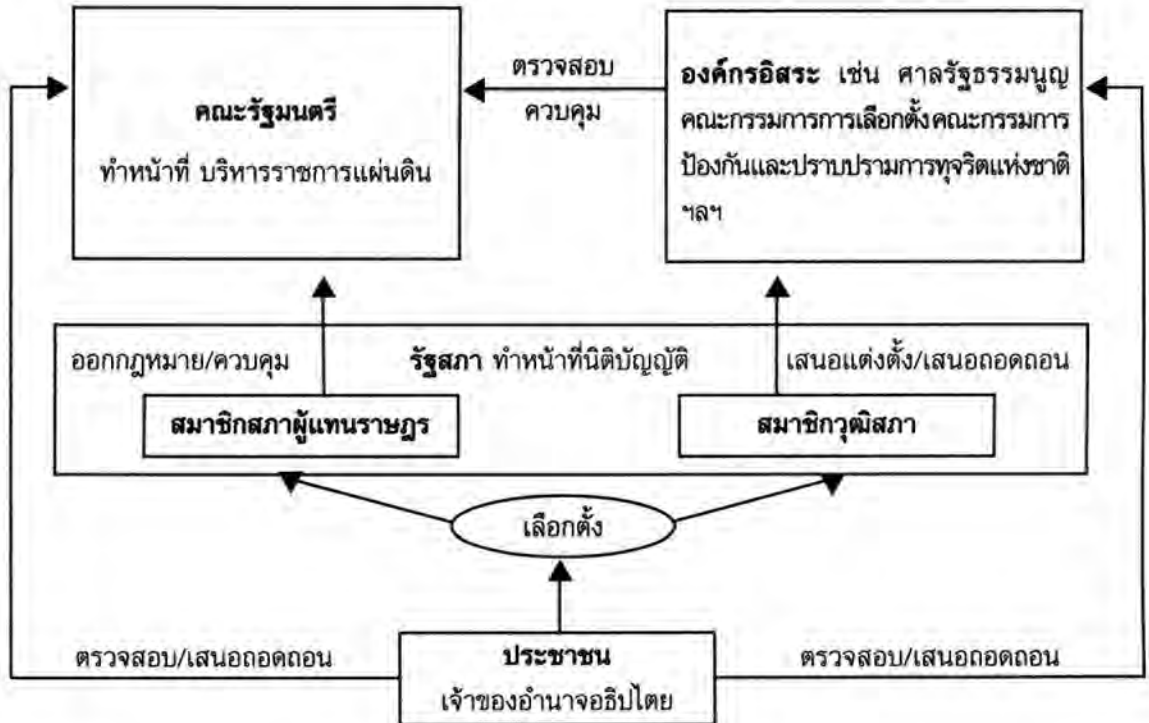 คณะรัฐมนตรี
ทำหน้าที่ บริหารราชการแผ่นดิน
ตรวจสอบ
ควบคุม
องค์กรอิสระ เช่น ศาลรัฐธรรมนูญ
คณะกรรมการการเลือกตั้ง คณะกรรมการ
ป้องกันและปราบปรามการทุจริตแห่งชาติ
ฯลฯ
ออกกฎหมาย/ควบคุม
รัฐสภา ทำหน้าที่นิติบัญญัติ
เสนอแต่งตั้ง/เสนอถอดถอน
สมาชิกสภาผู้แทนราษฎร
สมาชิกวุฒิสภา
เลือกตั้ง
ตรวจสอบ/เสนอถอดถอน
ประชาชน
เจ้าของอำนาจอธิปไตย
ตรวจสอบ/เสนอถอดถอน